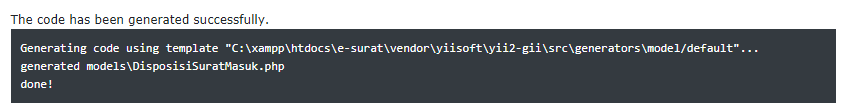 The code has been generated successfully.
Generating code using template "C:\xampp\htdocs\e-surat\vendor\yiisoft\yii2-gii\src\generators\model/default"...
generated models\DisposisiSuratMasuk.php
done!